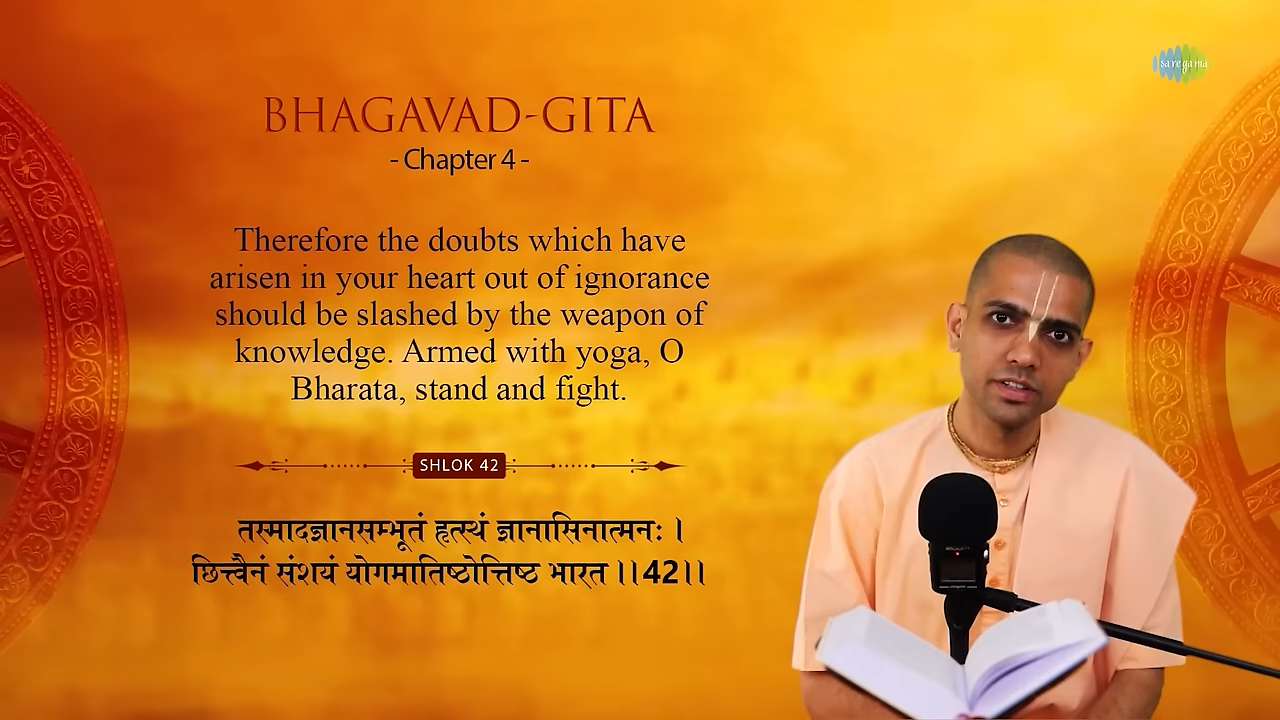 saregama
BHAGAVAD-GITA
- Chapter 4 -
Therefore the doubts which have
arisen in your heart out of ignorance
should be slashed by the weapon of
knowledge. Armed with yoga, O
Bharata, stand and fight.
SHLOK 42
तस्मादज्ञानसम्भूतं हृत्स्थं ज्ञानासिनात्मनः ।
छित्त्वैनं संशयं योगमातिष्ठोत्तिष्ठ भारत ।।42।।